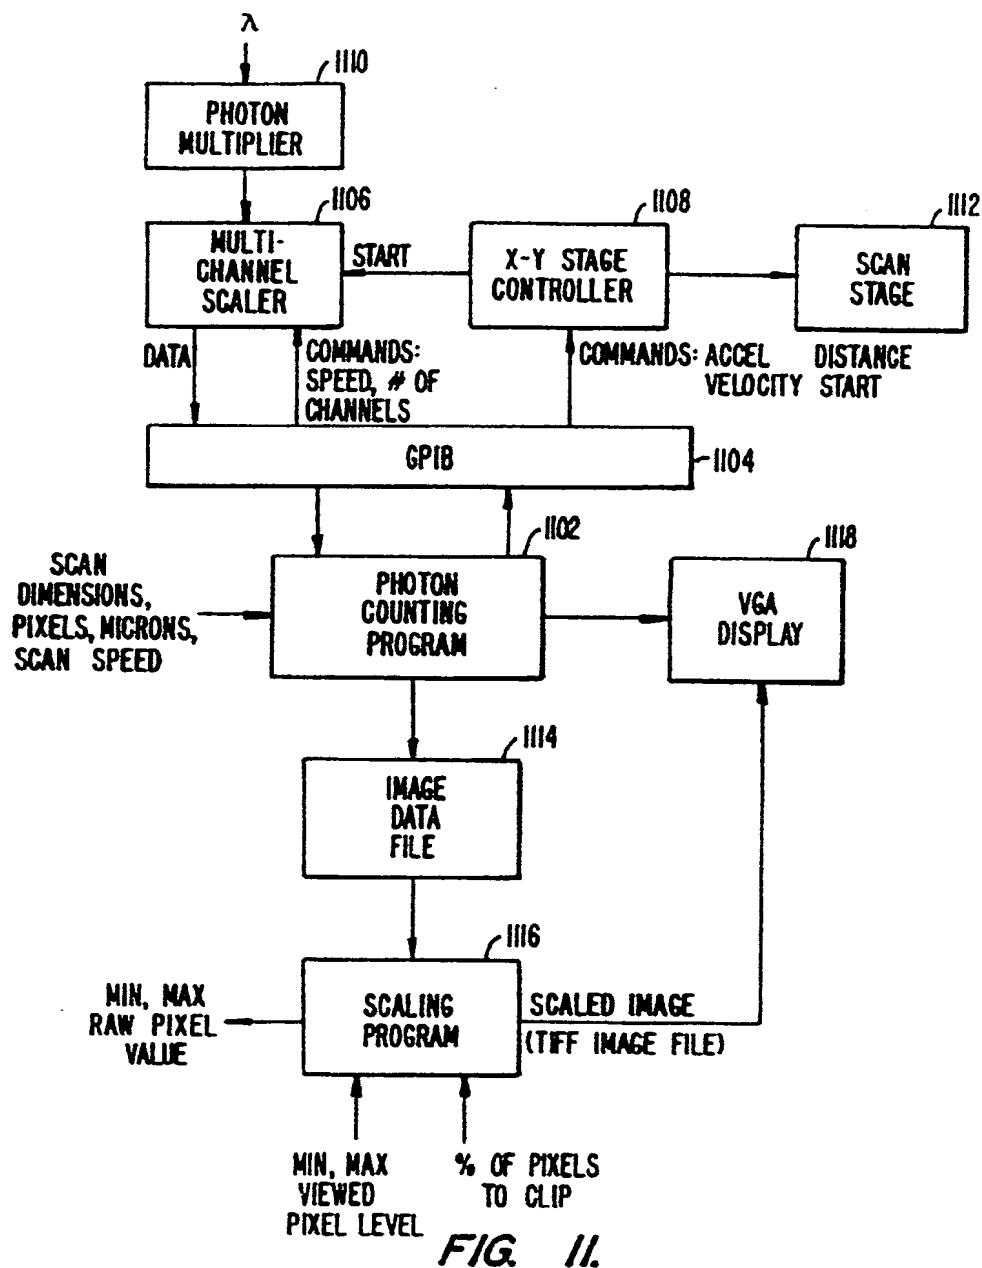 λ
1110
PHOTON
MULTIPLIER
1106
MULTI-
CHANNEL
SCALER
START
1108
X-Y STAGE
CONTROLLER
1112
SCAN
STAGE
DATA
COMMANDS:
SPEED, # OF
CHANNELS
COMMANDS: ACCEL DISTANCE
VELOCITY START
GPIB
1104
1102
PHOTON
COUNTING
PROGRAM
SCAN
DIMENSIONS,
PIXELS, MICRONS,
SCAN SPEED
1118
VGA
DISPLAY
1114
IMAGE
DATA
FILE
1116
SCALING
PROGRAM
MIN, MAX
RAW PIXEL
VALUE
SCALED IMAGE
(TIFF IMAGE FILE)
MIN, MAX
VIEWED
PIXEL LEVEL
% OF PIXELS
TO CLIP
FIG. 11.